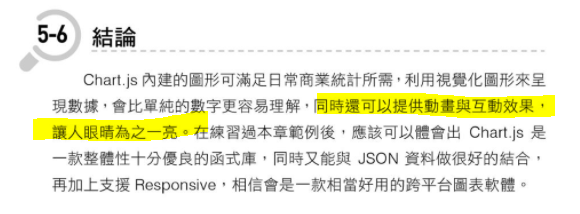 5-6 結論
Chart.js 內建的圖形可滿足日常商業統計所需，利用視覺化圖形來呈
現數據，會比單純的數字更容易理解，同時還可以提供動畫與互動效果，
讓人眼睛為之一亮。在練習過本章範例後，應該可以體會出 Chart.js 是
一款整體性十分優良的函式庫，同時又能與 JSON 資料做很好的結合，
再加上支援 Responsive，相信會是一款相當好用的跨平台圖表軟體。